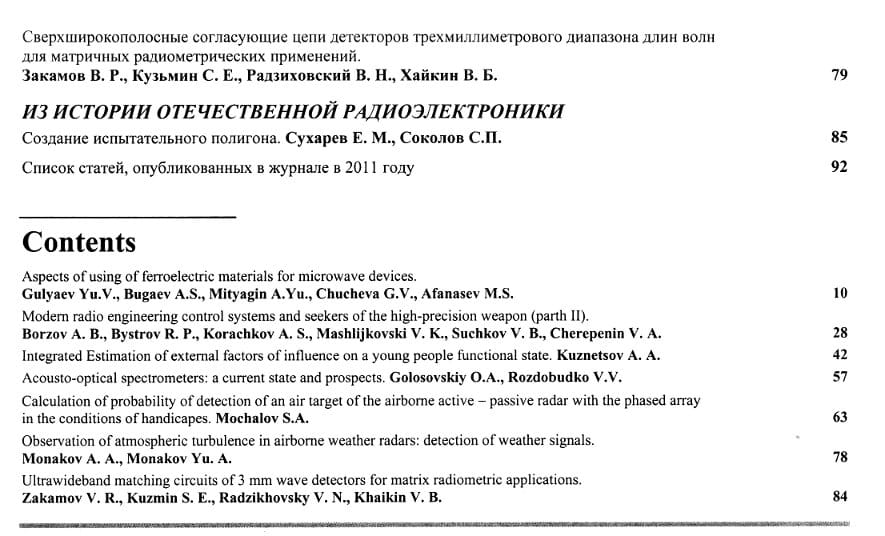 Сверхширокополосные согласующие цепи детекторов трехмиллиметрового диапазона длин волн
для матричных радиометрических применений.
Закамов В. Р., Кузьмин С. Е., Радзиховский В. Н., Хайкин В. Б. 79
ИЗ ИСТОРИИ ОТЕЧЕСТВЕННОЙ РАДИОЭЛЕКТРОНИКИ
Создание испытательного полигона. Сухарев Е. М., Соколов С.П. 85
Список статей, опубликованных в журнале в 2011 году 92
Contents
Aspects of using of ferroelectric materials for microwave devices.
Gulyaev Yu.V., Bugaev A.S., Mityagin A.Yu., Chucheva G.V., Afanasev M.S. 10
Modern radio engineering control systems and seekers of the high-precision weapon (parth II).
Borzov A. B., Bystrov R. P., Korachkov A. S., Mashlijkovski V. K., Suchkov V. B., Cherepenin V. A. 28
Integrated Estimation of external factors of influence on a young people functional state. Kuznetsov A. A. 42
Acousto-optical spectrometers: a current state and prospects. Golosovskiy O.A., Rozdobudko V.V. 57
Calculation of probability of detection of an air target of the airborne active – passive radar with the phased array
in the conditions of handicapes. Mochalov S.A. 63
Observation of atmospheric turbulence in airborne weather radars: detection of weather signals.
Monakov A. A., Monakov Yu. A. 78
Ultrawideband matching circuits of 3 mm wave detectors for matrix radiometric applications.
Zakamov V. R., Kuzmin S. E., Radzikhovsky V. N., Khaikin V. B. 84